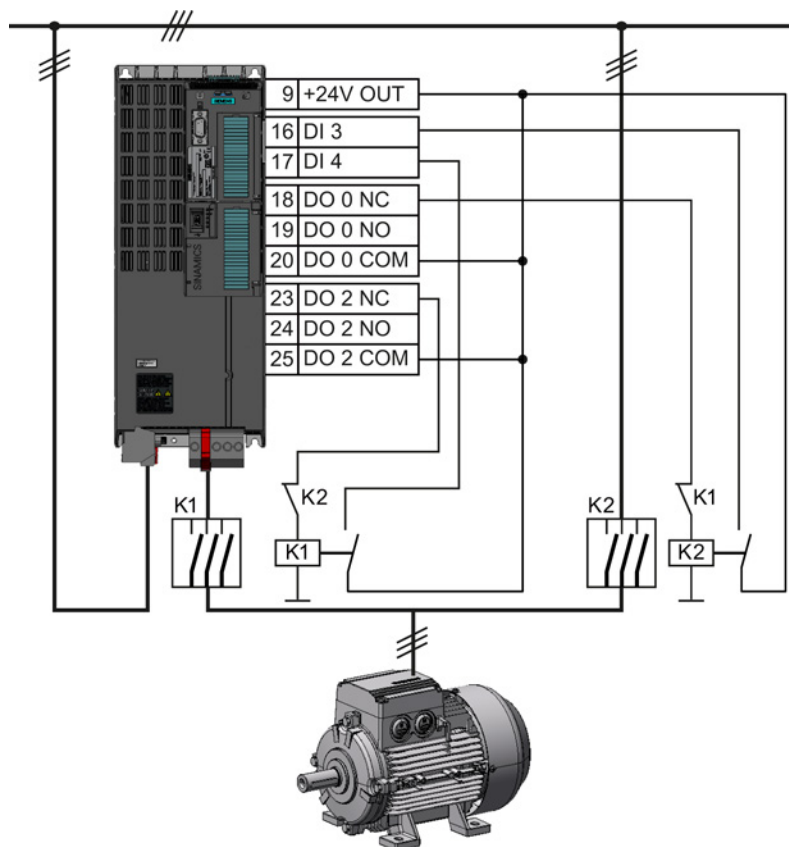 9 +24V OUT
16 DI 3
17 DI 4
18 DO 0 NC
19 DO 0 NO
20 DO 0 COM
23 DO 2 NC
24 DO 2 NO
25 DO 2 COM
SIEMENS
SINAMICS
K1
K2
K1
K2
K1
K2